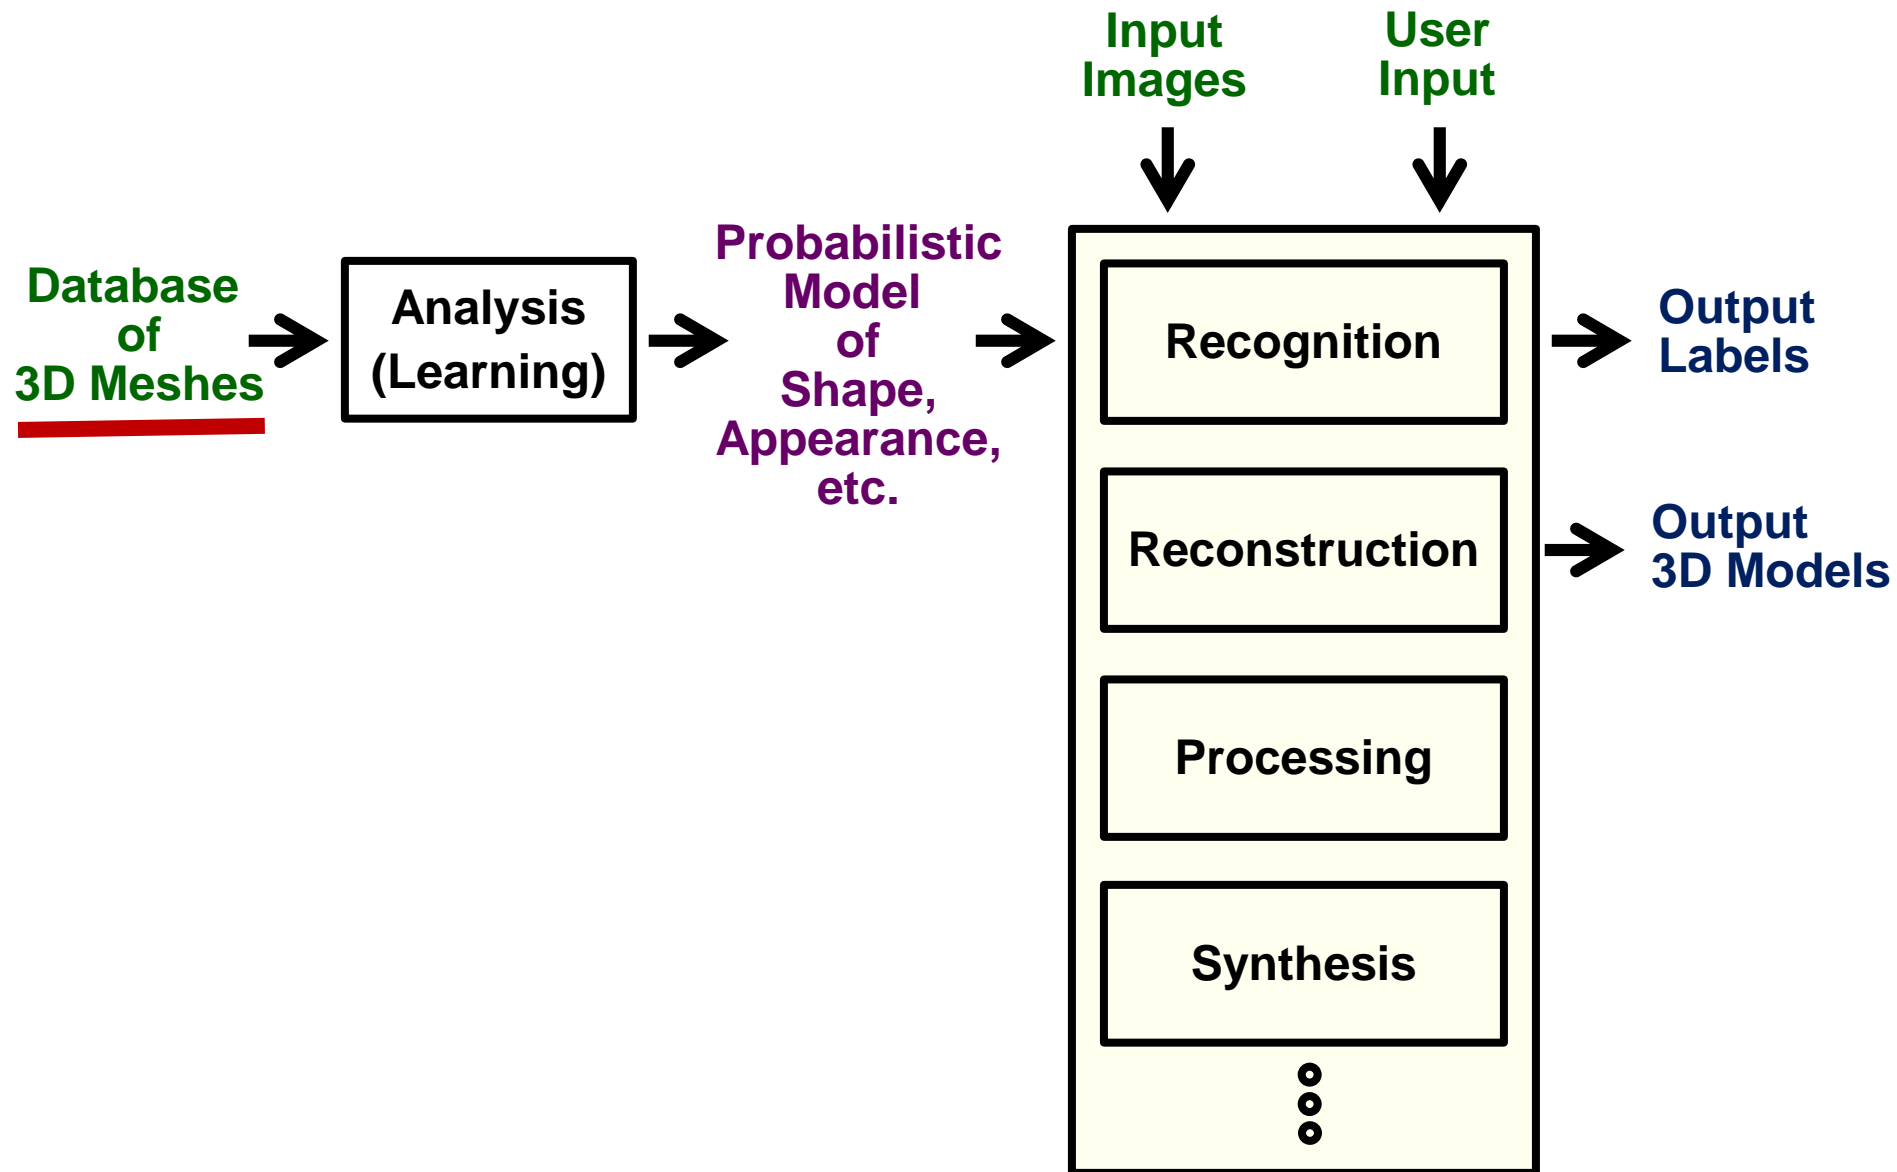 Input
Images
User
Input
Database
of
3D Meshes
Analysis
(Learning)
Probabilistic
Model
of
Shape,
Appearance,
etc.
Recognition
Reconstruction
Processing
Synthesis
Output
Labels
Output
3D Models